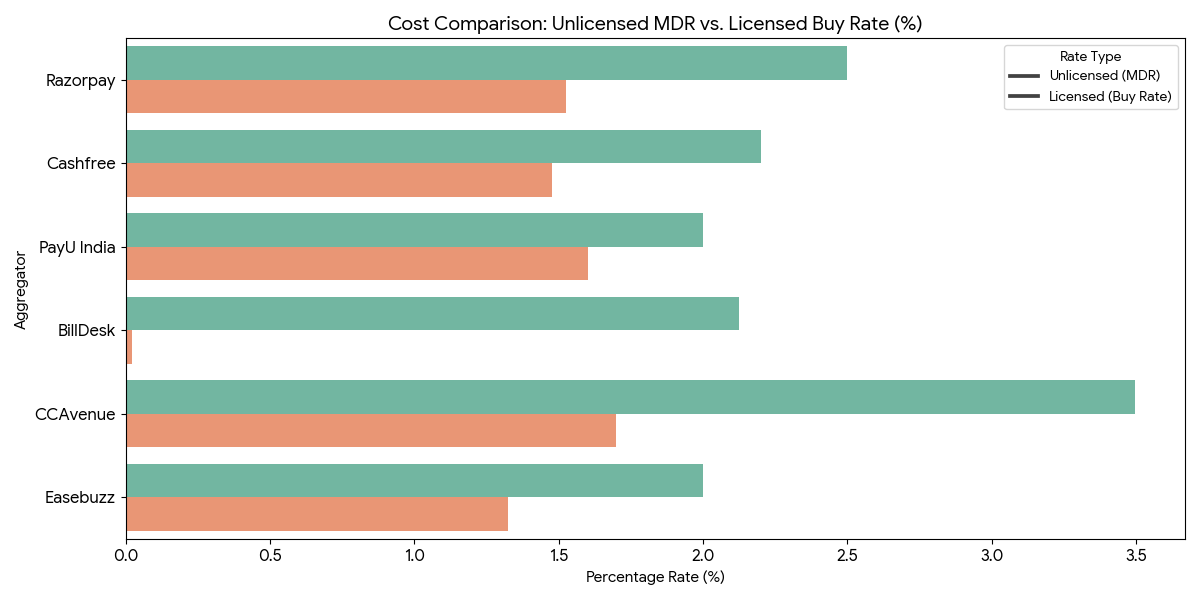 Cost Comparison: Unlicensed MDR vs. Licensed Buy Rate (%)
Rate Type
Unlicensed (MDR)
Licensed (Buy Rate)
Aggregator
Razorpay
Cashfree
PayU India
BillDesk
CCAvenue
Easebuzz
0.0 0.5 1.0 1.5 2.0 2.5 3.0 3.5
Percentage Rate (%)